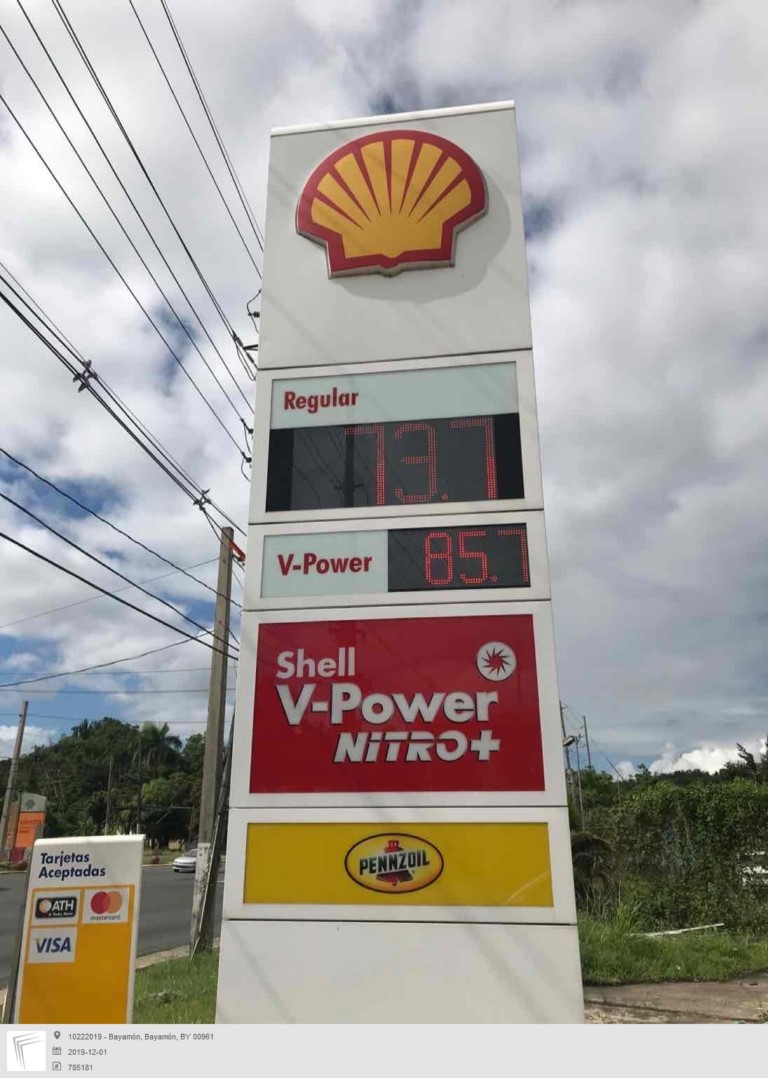 Regular
73.7
V-Power
85.7
Shell
V-Power
NiTRO+
PENNZOIL
Tarjetas
Aceptadas
ATH
mastercard
VISA
10222019 - Bayamón, Bayamón, BY 00961
2019-12-01
785181